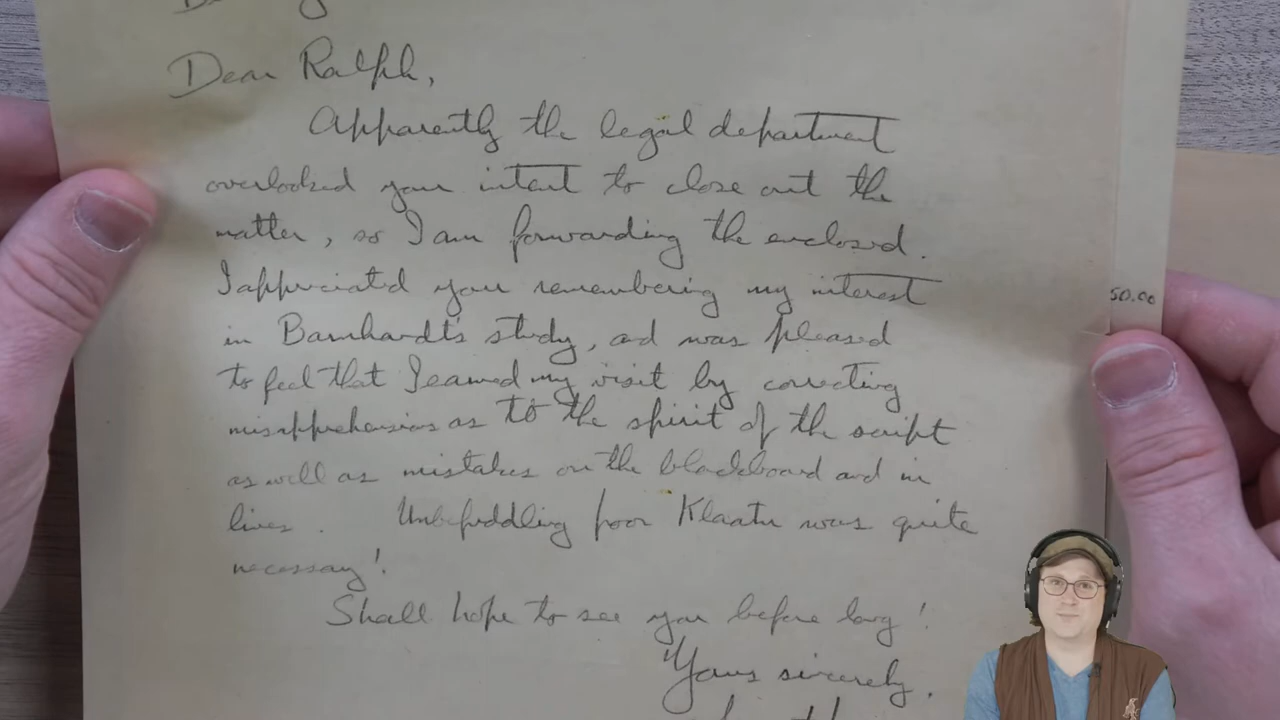 Dear Ralph,
Apparently the legal department
overlooked your intent to close out the
matter, so I am forwarding the enclosed.
I appreciated your remembering my interest
in Barnhardt's study, and was pleased
to feel that I earned my visit by correcting
misapprehensions as to the spirit of the script
as well as mistakes on the blackboard and in
lines. Unbefuddling poor Klaatu was quite
necessary!
50.00
Shall hope to see you before long!
Yours sincerely,